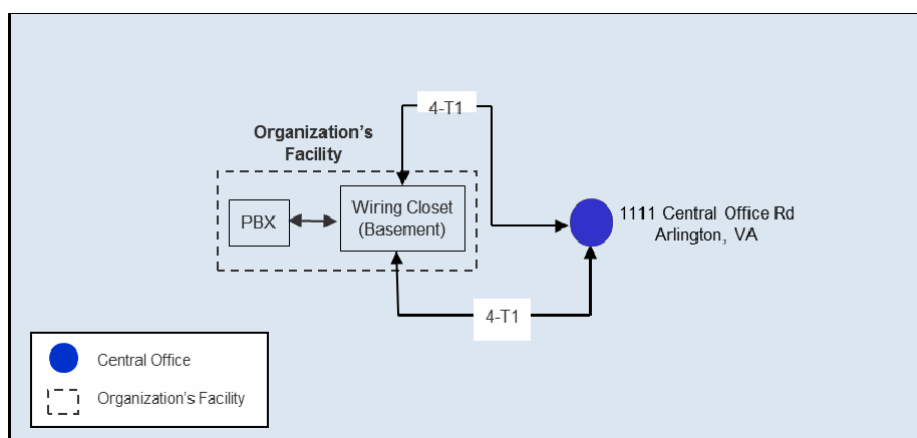 4-T1
Organization's
Facility
PBX
Wiring Closet
(Basement)
1111 Central Office Rd
Arlington, VA
4-T1
Central Office
Organization's Facility